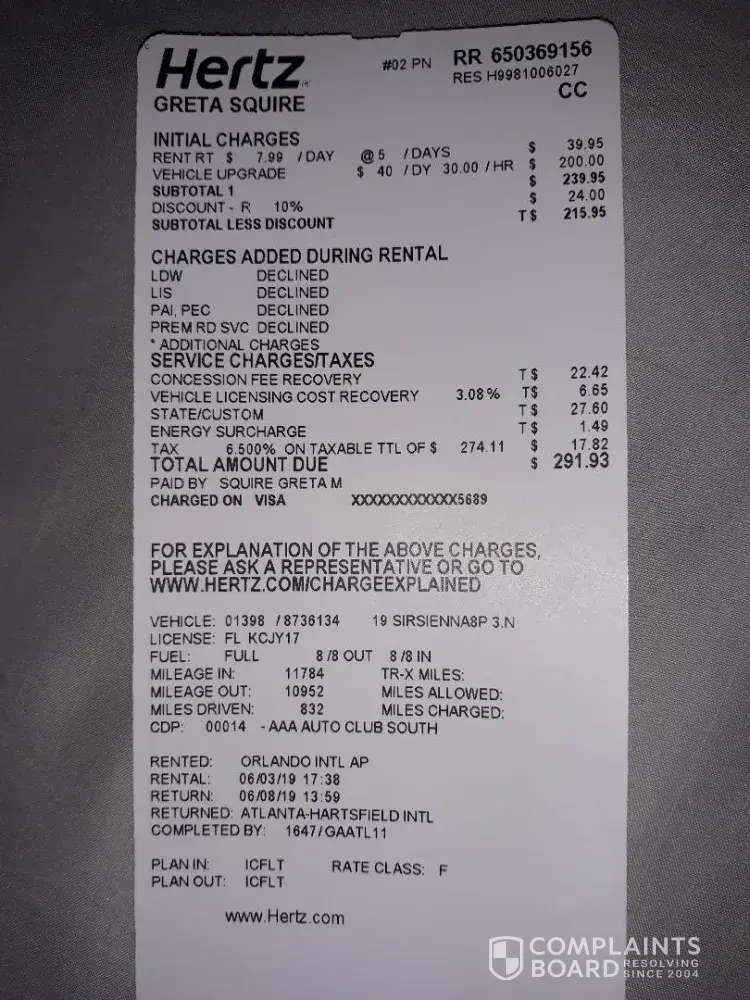 Hertz
#02 PN RR 650369156
RES H9981006027
GRETA SQUIRE CC
INITIAL CHARGES
RENT RT $ 7.99 /DAY @ 5 /DAYS $ 39.95
VEHICLE UPGRADE $ 40 /DY 30.00 /HR $ 200.00
SUBTOTAL 1 $ 239.95
DISCOUNT - R 10% $ 24.00
SUBTOTAL LESS DISCOUNT T$ 215.95
CHARGES ADDED DURING RENTAL
LDW DECLINED
LIS DECLINED
PAI, PEC DECLINED
PREM RD SVC DECLINED
* ADDITIONAL CHARGES
SERVICE CHARGES/TAXES
CONCESSION FEE RECOVERY T$ 22.42
VEHICLE LICENSING COST RECOVERY 3.08% T$ 6.65
STATE/CUSTOM T$ 27.60
ENERGY SURCHARGE T$ 1.49
TAX 6.500% ON TAXABLE TTL OF $ 274.11 $ 17.82
TOTAL AMOUNT DUE $ 291.93
PAID BY SQUIRE GRETA M
CHARGED ON VISA XXXXXXXXXXXX5689
FOR EXPLANATION OF THE ABOVE CHARGES,
PLEASE ASK A REPRESENTATIVE OR GO TO
WWW.HERTZ.COM/CHARGEEXPLAINED
VEHICLE: 01398 /8736134 19 SIRSIENNA8P 3.N
LICENSE: FL KCJY17
FUEL: FULL 8/8 OUT 8/8 IN
MILEAGE IN: 11784 TR-X MILES:
MILEAGE OUT: 10952 MILES ALLOWED:
MILES DRIVEN: 832 MILES CHARGED:
CDP: 00014 - AAA AUTO CLUB SOUTH
RENTED: ORLANDO INTL AP
RENTAL: 06/03/19 17:38
RETURN: 06/08/19 13:59
RETURNED: ATLANTA-HARTSFIELD INTL
COMPLETED BY: 1647/GAATL11
PLAN IN: ICFLT RATE CLASS: F
PLAN OUT: ICFLT
www.Hertz.com
COMPLAINTS
BOARD RESOLVING SINCE 2004